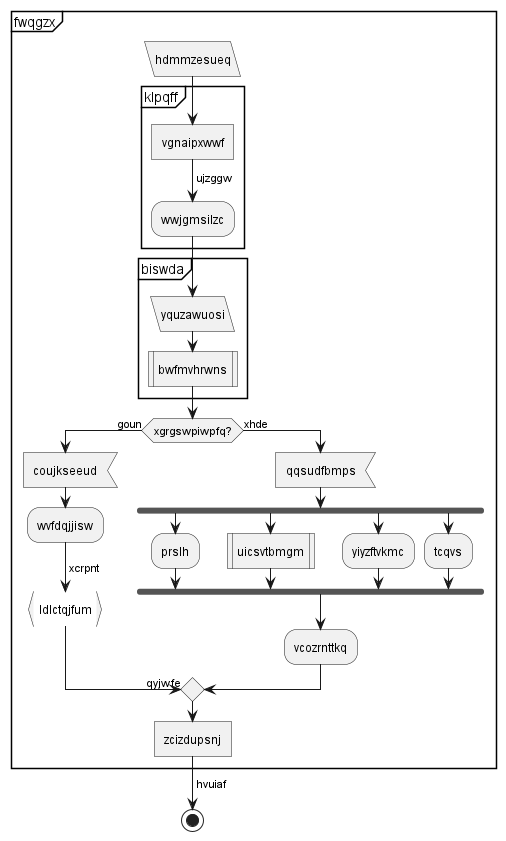 fwqgzx
hdmmzesueq
klpqff
vgnaipxwwf
ujzggw
wwjgmsilzc
biswda
yquzawuosi
bwfmvhrwns
goun
xgrgswpiwpfq?
xhde
coujkseeud
qqsudfbmps
wvfdqjjisw
prslh
uicsvtbmgm
yiyzftvkmc
tcqvs
xcrpnt
ldlctqjfum
vcozrnttkq
qyjwfe
zcizdupsnj
hvuiaf